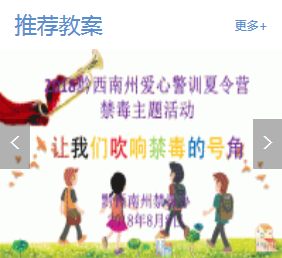 推荐教案
更多+
2018黔西南州爱心警训夏令营
禁毒主题活动
让我们吹响禁毒的号角
黔西南州禁
2018年8月